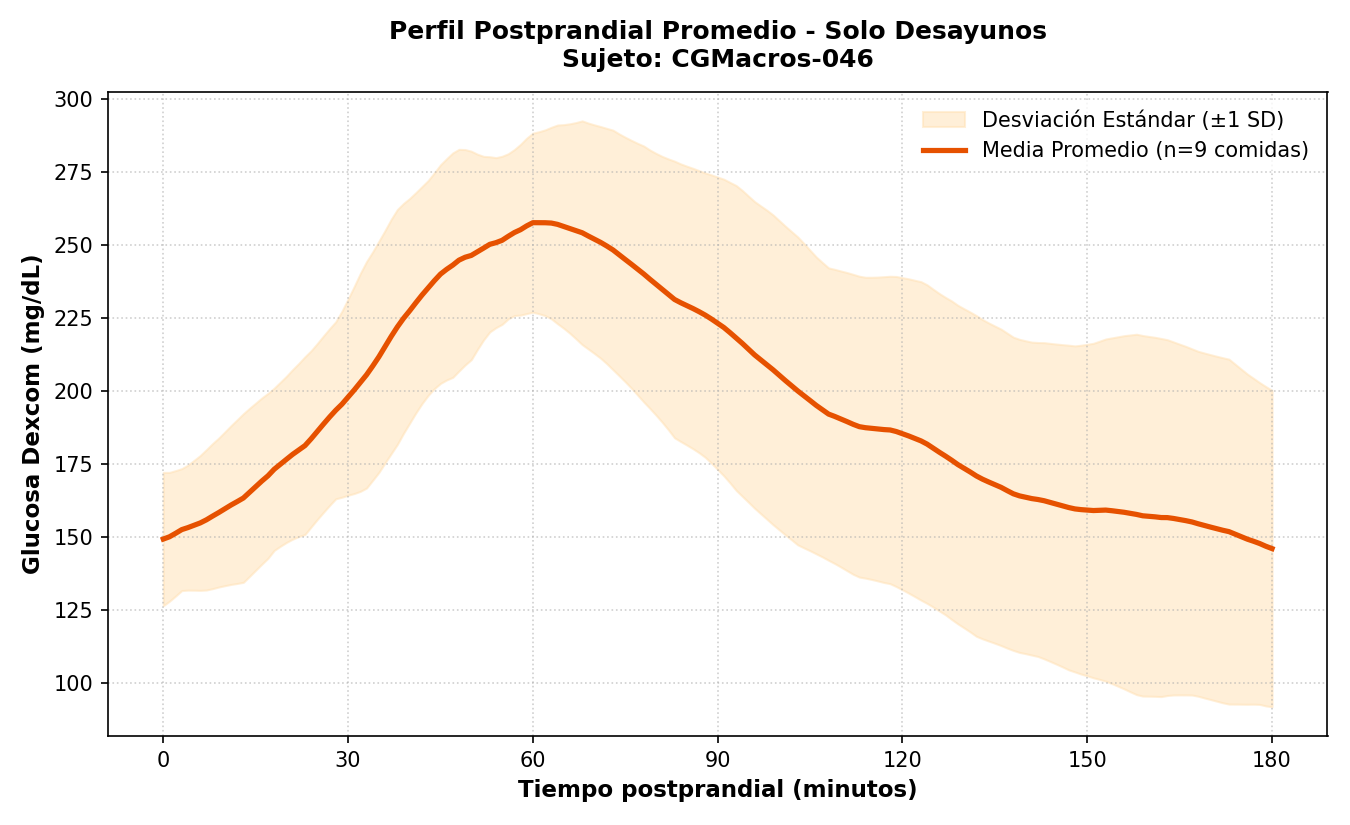 Perfil Postprandial Promedio - Solo Desayunos
Sujeto: CGMacros-046
Desviación Estándar (±1 SD)
Media Promedio (n=9 comidas)
Glucosa Dexcom (mg/dL)
300
275
250
225
200
175
150
125
100
0 30 60 90 120 150 180
Tiempo postprandial (minutos)